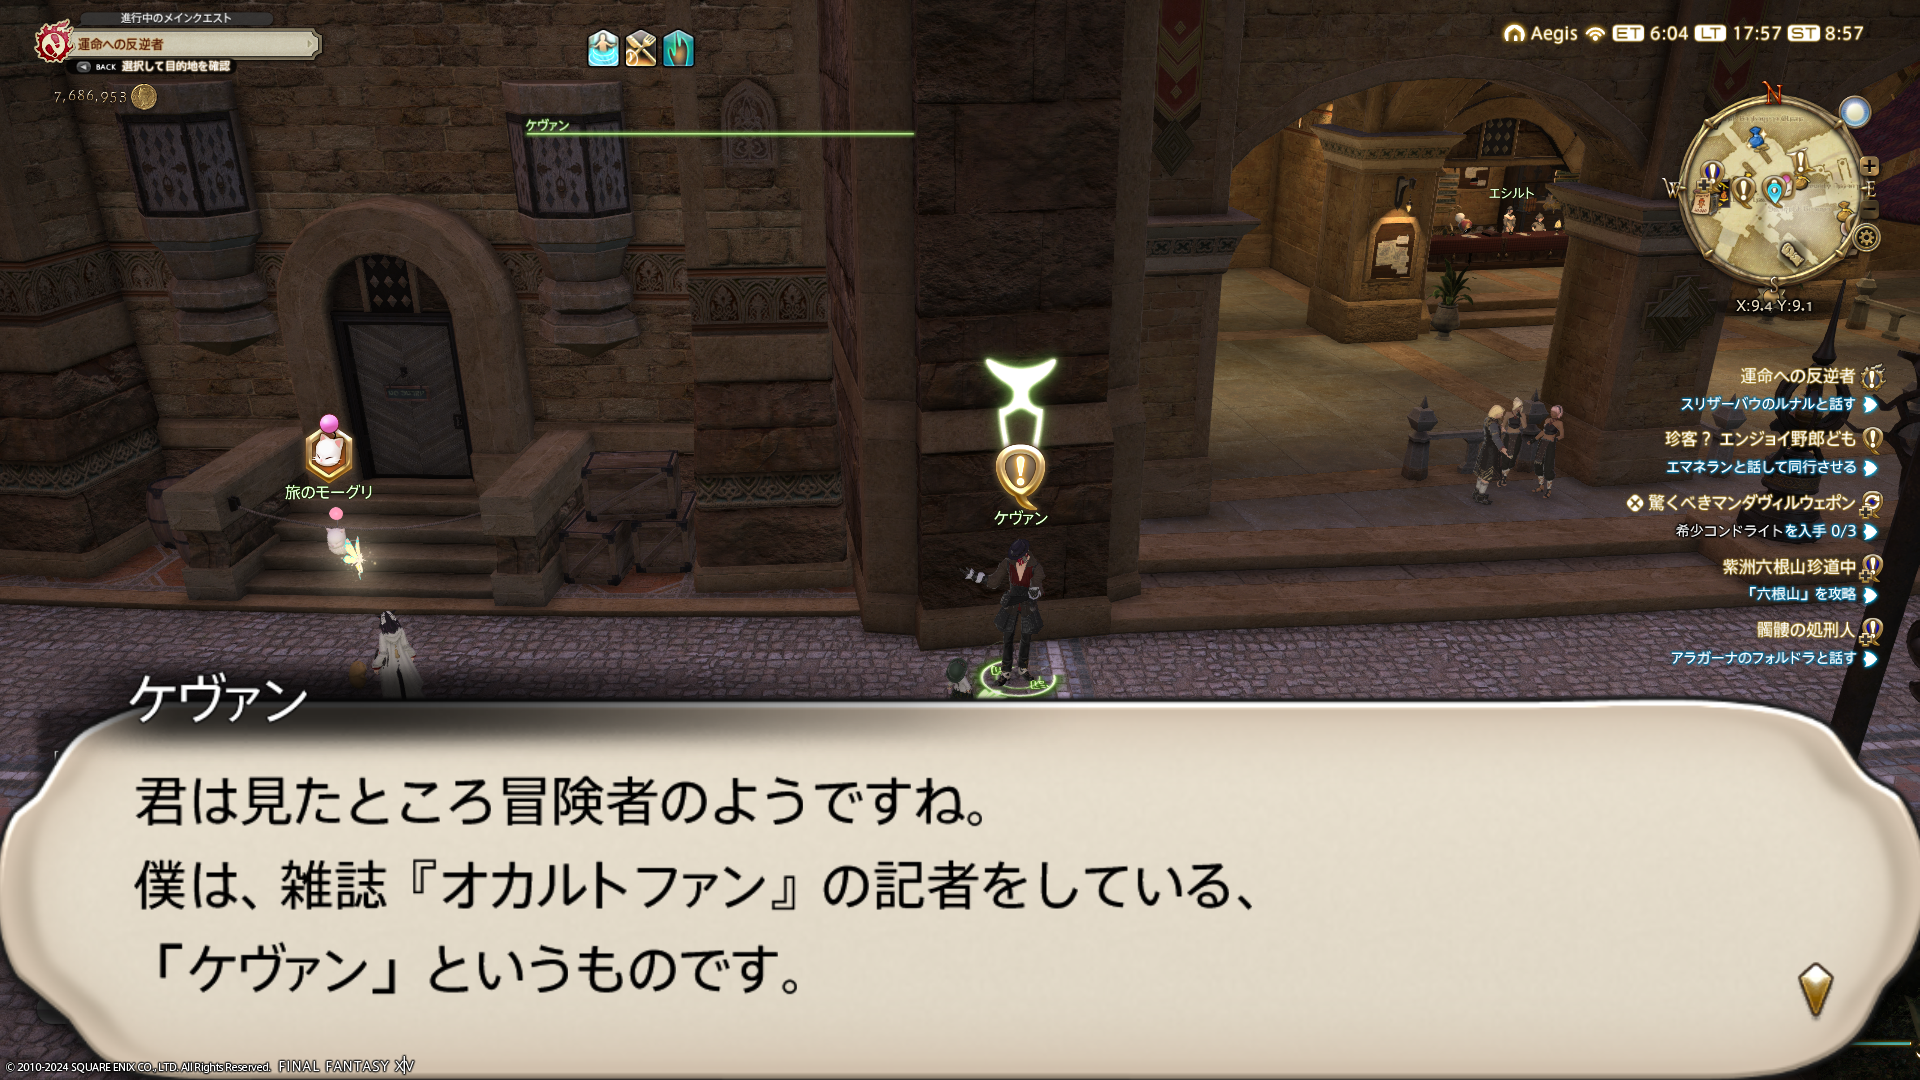 進行中のメインクエスト
運命への反逆者
BACK 選択して目的地を確認
7,686,953
ケヴァン
Aegis ET 6:04 LT 17:57 ST 8:57
N
W
E
S
X:9.4 Y:9.1
エシルト
運命への反逆者
スリザーバウのルナルと話す
珍客？ エンジョイ野郎ども
エマネランと話して同行させる
驚くべきマンダヴィルウェポン
希少コンドライトを入手 0/3
紫洲六根山珍道中
「六根山」を攻略
髑髏の処刑人
アラガーナのフォルドラと話す
旅のモーグリ
ケヴァン
ケヴァン
君は見たところ冒険者のようですね。
僕は、雑誌『オカルトファン』の記者をしている、
「ケヴァン」というものです。
© 2010-2024 SQUARE ENIX CO., LTD. All Rights Reserved. FINAL FANTASY XIV